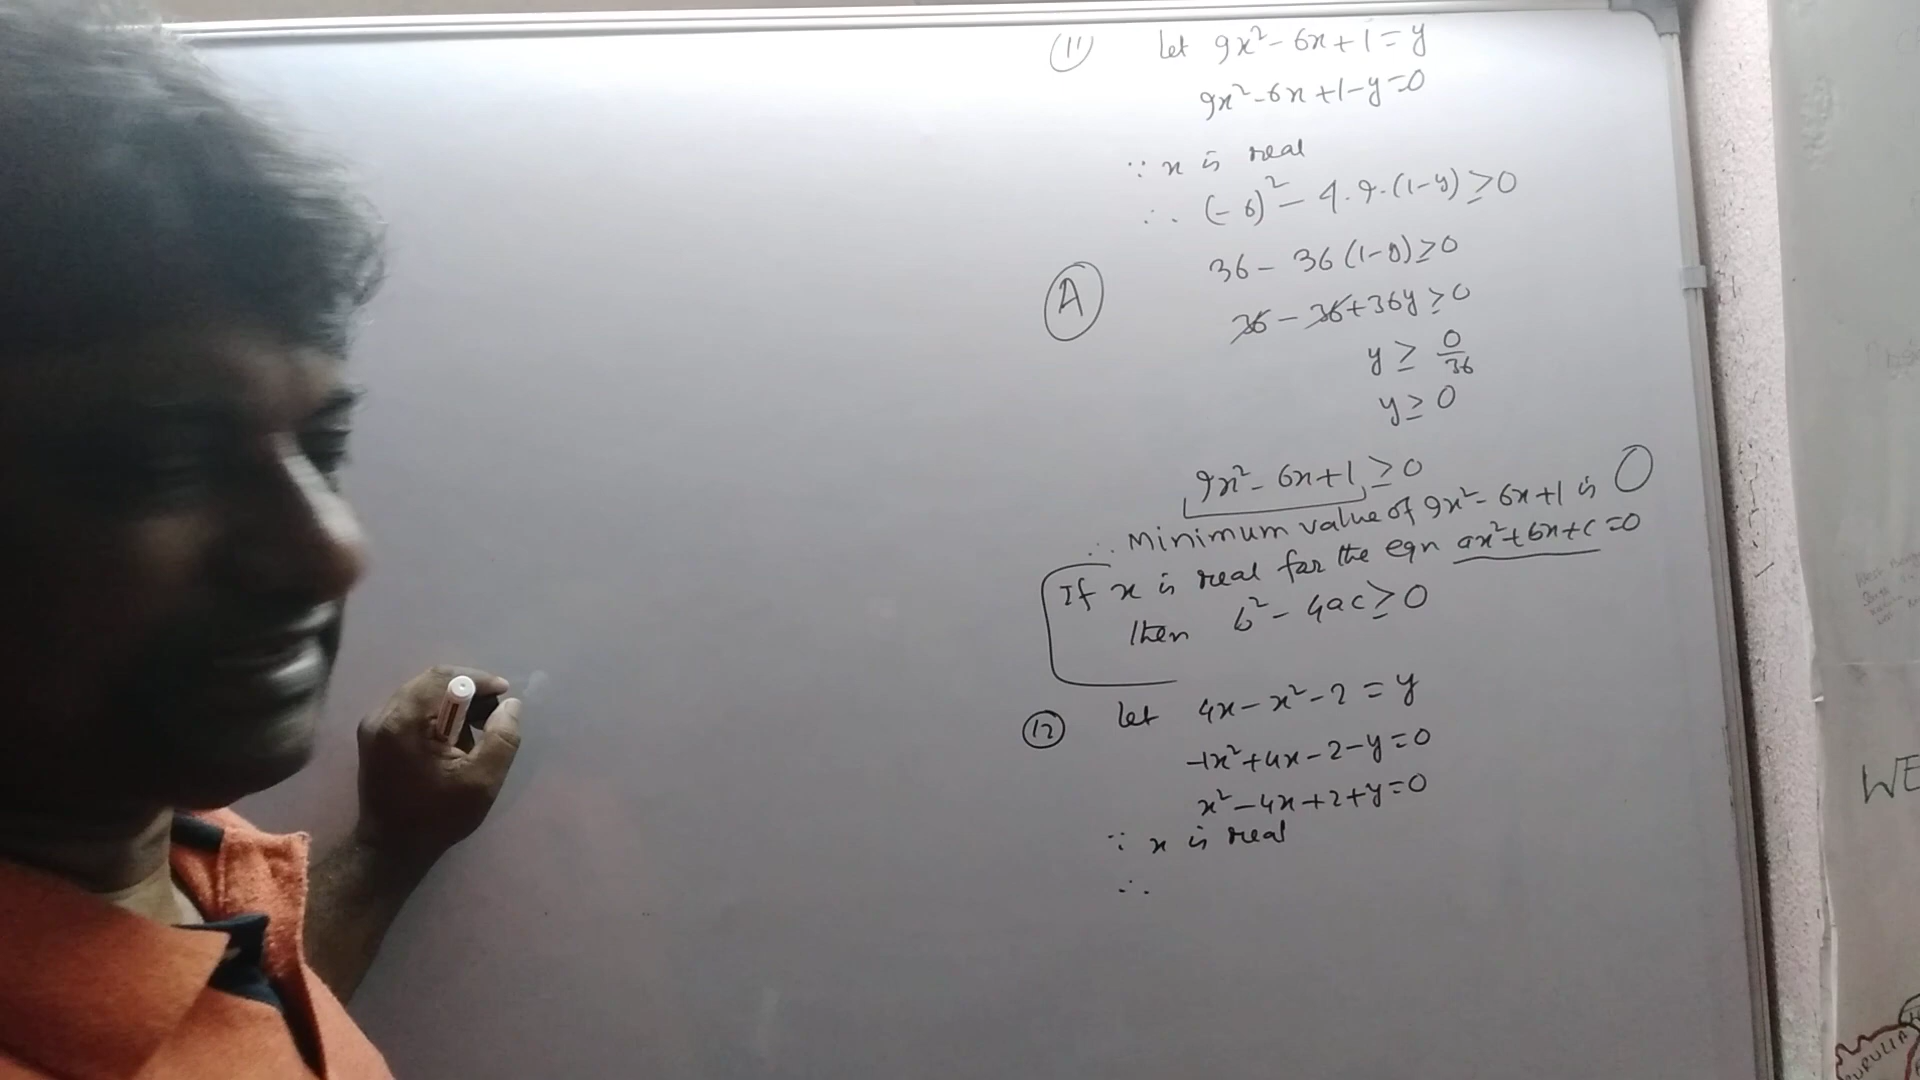 (11) Let 9x² - 6x + 1 = y
9x² - 6x + 1 - y = 0
∵ x is real
∴ (-6)² - 4.9.(1-y) ≥ 0
36 - 36 (1-y) ≥ 0
(A)
36 - 36 + 36y ≥ 0
y ≥ 0/36
y ≥ 0
9x² - 6x + 1 ≥ 0
∴ Minimum value of 9x² - 6x + 1 is 0
If x is real for the eqn ax² + bx + c = 0
then b² - 4ac ≥ 0
(12) Let 4x - x² - 2 = y
-1x² + 4x - 2 - y = 0
x² - 4x + 2 + y = 0
∵ x is real
∴
WE